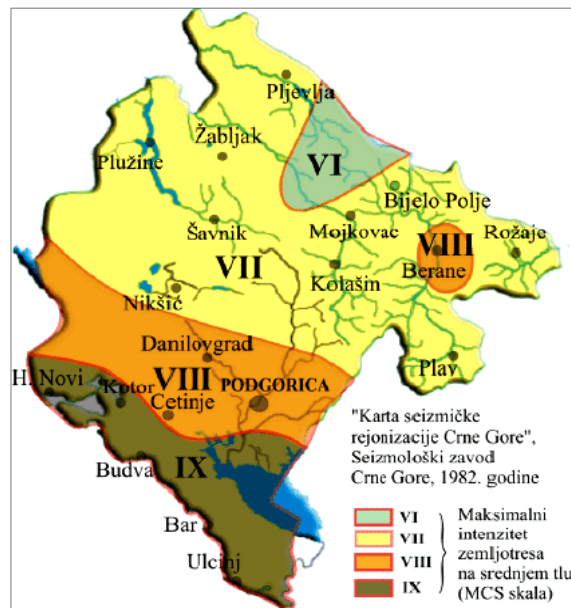 Pljevlja
Žabljak
Plužine
VI
Bijelo Polje
Šavnik
Mojkovac
VIII
Rožaje
VII
Berane
Kolašin
Nikšić
Danilovgrad
Plav
VIII
PODGORICA
H. Novi
Kotor
Cetinje
IX
Budva
Bar
Ulcinj
"Karta seizmičke
rejonizacije Crne Gore",
Seizmološki zavod
Crne Gore, 1982. godine
VI
VII
VIII
IX
Maksimalni
intenzitet
zemljotresa
na srednjem tlu
(MCS skala)